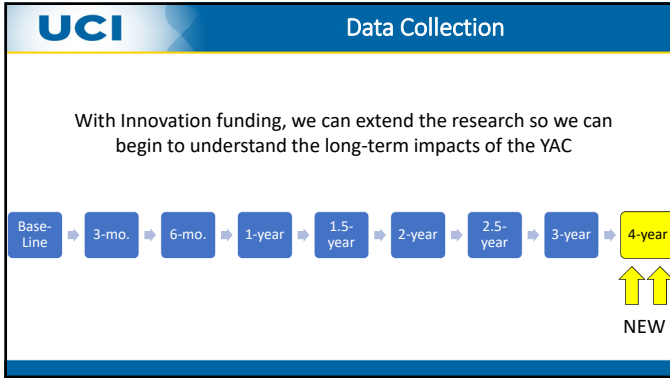 UCI
Data Collection
With Innovation funding, we can extend the research so we can
begin to understand the long-term impacts of the YAC
Base-
Line
3-mo.
6-mo.
1-year
1.5-
year
2-year
2.5-
year
3-year
4-year
NEW